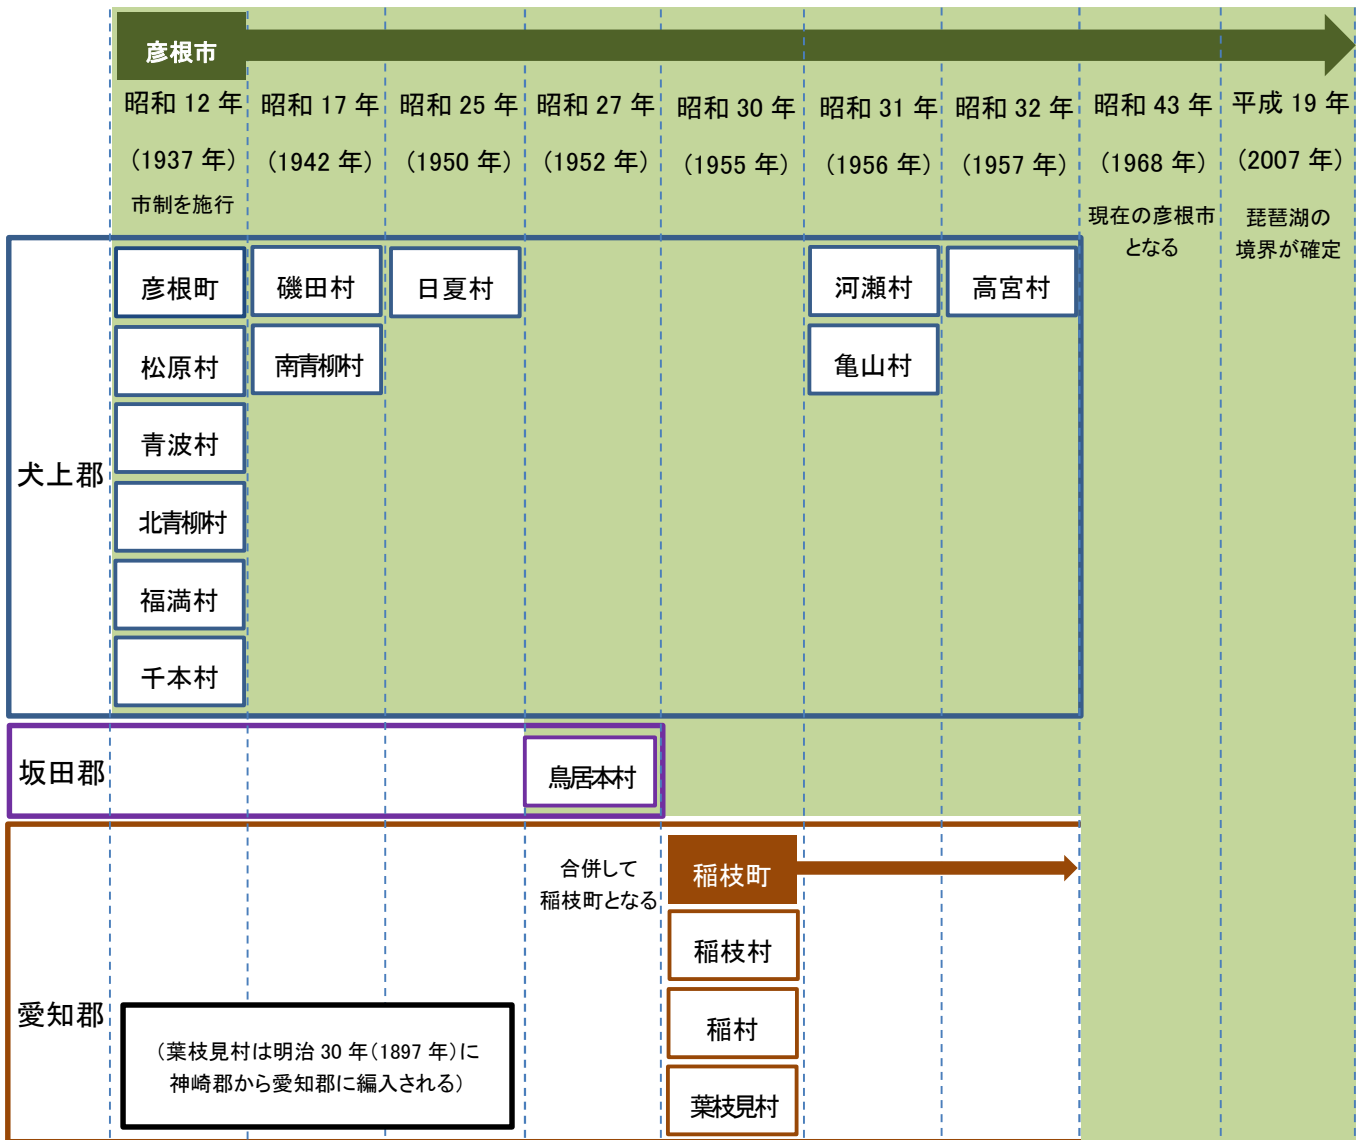 彦根市
昭和 12 年 昭和 17 年 昭和 25 年 昭和 27 年 昭和 30 年 昭和 31 年 昭和 32 年 昭和 43 年 平成 19 年
（1937 年） （1942 年） （1950 年） （1952 年） （1955 年） （1956 年） （1957 年） （1968 年） （2007 年）
市制を施行
現在の彦根市
となる
琵琶湖の
境界が確定
犬上郡
彦根町 磯田村 日夏村 河瀬村 高宮村
松原村 南青柳村 亀山村
青波村
北青柳村
福満村
千本村
坂田郡
鳥居本村
愛知郡
合併して
稲枝町となる
稲枝町
稲枝村
稲村
葉枝見村
（葉枝見村は明治 30 年（1897 年）に
神崎郡から愛知郡に編入される）